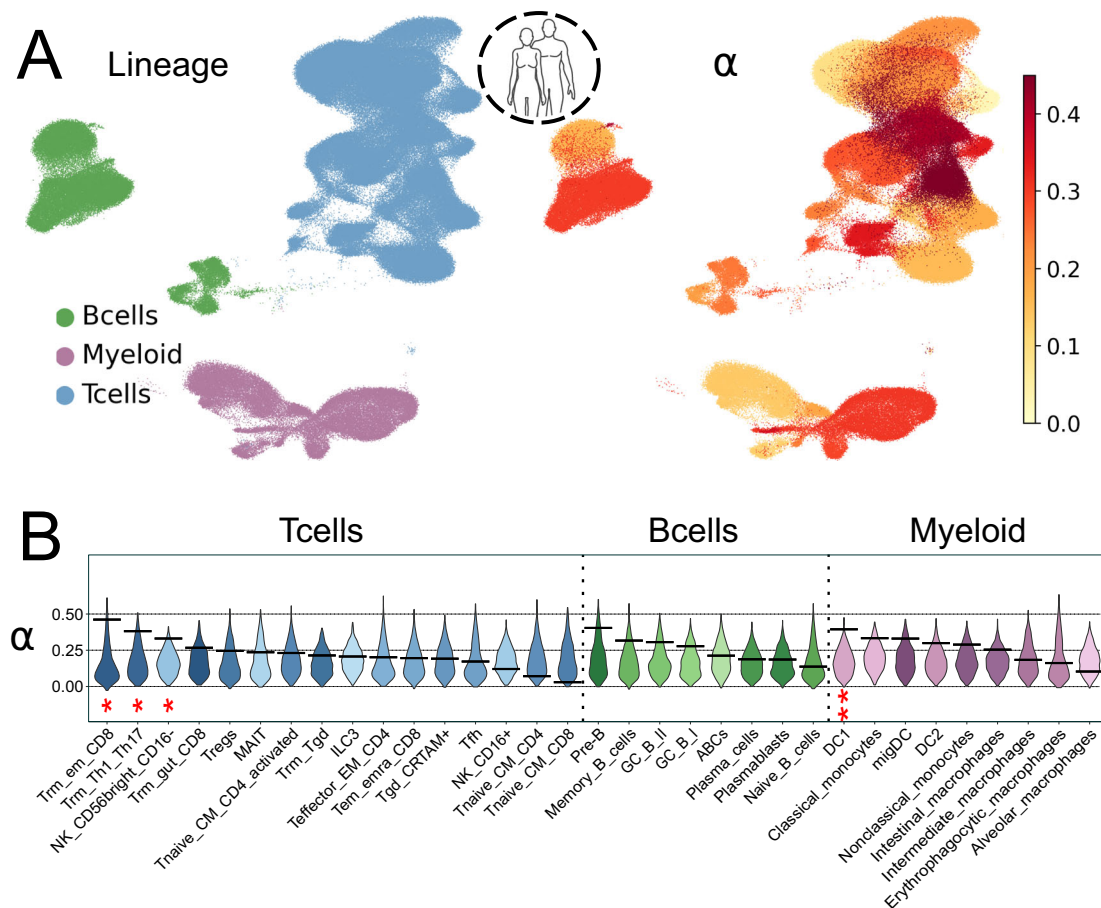 A
Lineage
α
Bcells
Myeloid
Tcells
0.4
0.3
0.2
0.1
0.0
B
Tcells
Bcells
Myeloid
α
0.50
0.25
0.00
* * * * *
Trm_em_CD8
Trm_Th1_Th17
NK_CD56bright_CD16-
Trm_gut_CD8
Tregs
MAIT
Tnaive_CM_CD4_activated
Trm_Tgd
ILC3
Teffector_EM_CD4
Tem_emra_CD8
Tgd_CRTAM+
Tfh
NK_CD16+
Tnaive_CM_CD4
Tnaive_CM_CD8
Pre-B
Memory_B_cells
GC_B_II
GC_B_I
ABCs
Plasma_cells
Plasmablasts
Naive_B_cells
DC1
Classical_monocytes
migDC
DC2
Nonclassical_monocytes
Intestinal_macrophages
Intermediate_macrophages
Erythrophagocytic_macrophages
Alveolar_macrophages